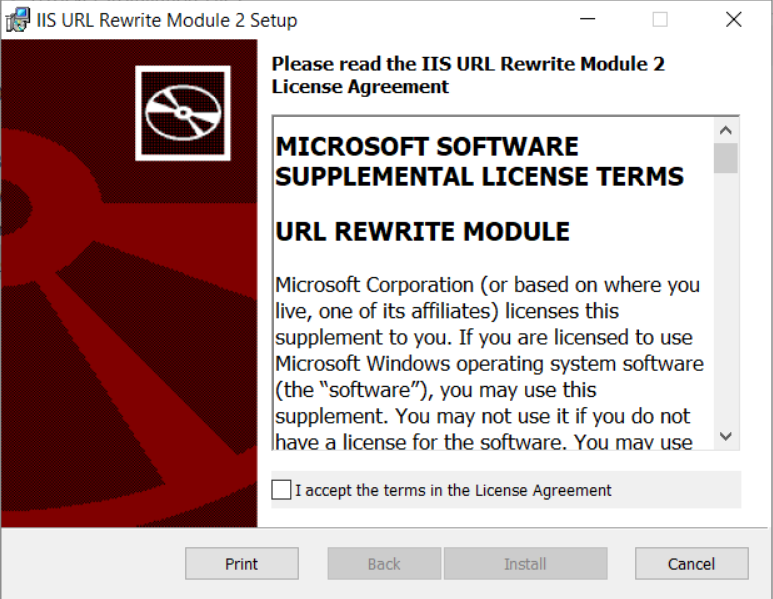 IIS URL Rewrite Module 2 Setup
Please read the IIS URL Rewrite Module 2
License Agreement
MICROSOFT SOFTWARE
SUPPLEMENTAL LICENSE TERMS
URL REWRITE MODULE
Microsoft Corporation (or based on where you
live, one of its affiliates) licenses this
supplement to you. If you are licensed to use
Microsoft Windows operating system software
(the “software”), you may use this
supplement. You may not use it if you do not
have a license for the software. You may use
I accept the terms in the License Agreement
Print
Back
Install
Cancel